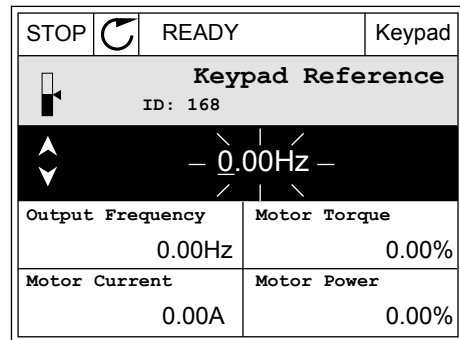 STOP READY Keypad
Keypad Reference
ID: 168
0.00Hz
Output Frequency Motor Torque
0.00Hz 0.00%
Motor Current Motor Power
0.00A 0.00%